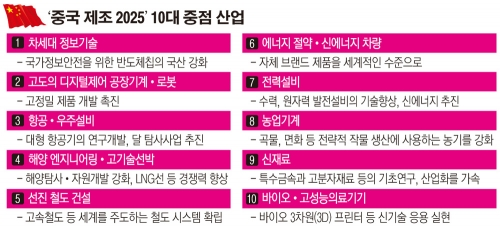 ‘중국 제조 2025’ 10대 중점 산업
1 차세대 정보기술
– 국가정보안전을 위한 반도체칩의 국산 강화
2 고도의 디지털제어 공장기계·로봇
– 고정밀 제품 개발 촉진
3 항공·우주설비
– 대형 항공기의 연구개발, 달 탐사사업 추진
4 해양 엔지니어링·고기술선박
– 해양탐사·자원개발 강화, LNG선 등 경쟁력 향상
5 선진 철도 건설
– 고속철도 등 세계를 주도하는 철도 시스템 확립
6 에너지 절약·신에너지 차량
– 자체 브랜드 제품을 세계적인 수준으로
7 전력설비
– 수력, 원자력 발전설비의 기술향상, 신에너지 추진
8 농업기계
– 곡물, 면화 등 전략적 작물 생산에 사용하는 농기를 강화
9 신재료
– 특수금속과 고분자재료 등의 기초연구, 산업화를 가속
10 바이오·고성능의료기기
– 바이오 3차원(3D) 프린터 등 신기술 응용 실현